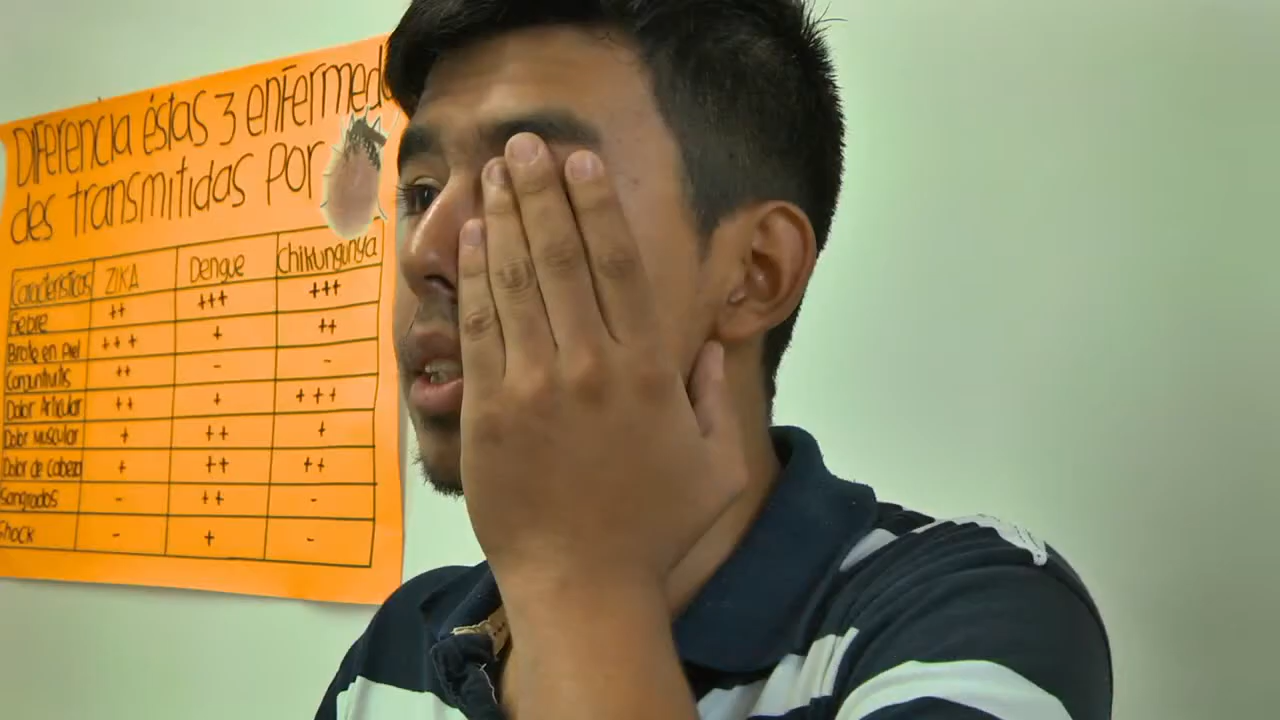 Diferencia éstas 3 enfermeda
des transmitidas por
Características ZIKA Dengue Chikungunya
Fiebre ++ +++ +++
Brote en Piel +++ + ++
Conjuntivitis ++ - -
Dolor Articular ++ + +++
Dolor Muscular + ++ +
Dolor de Cabeza + ++ ++
Sangrados - ++ -
Shock - + -